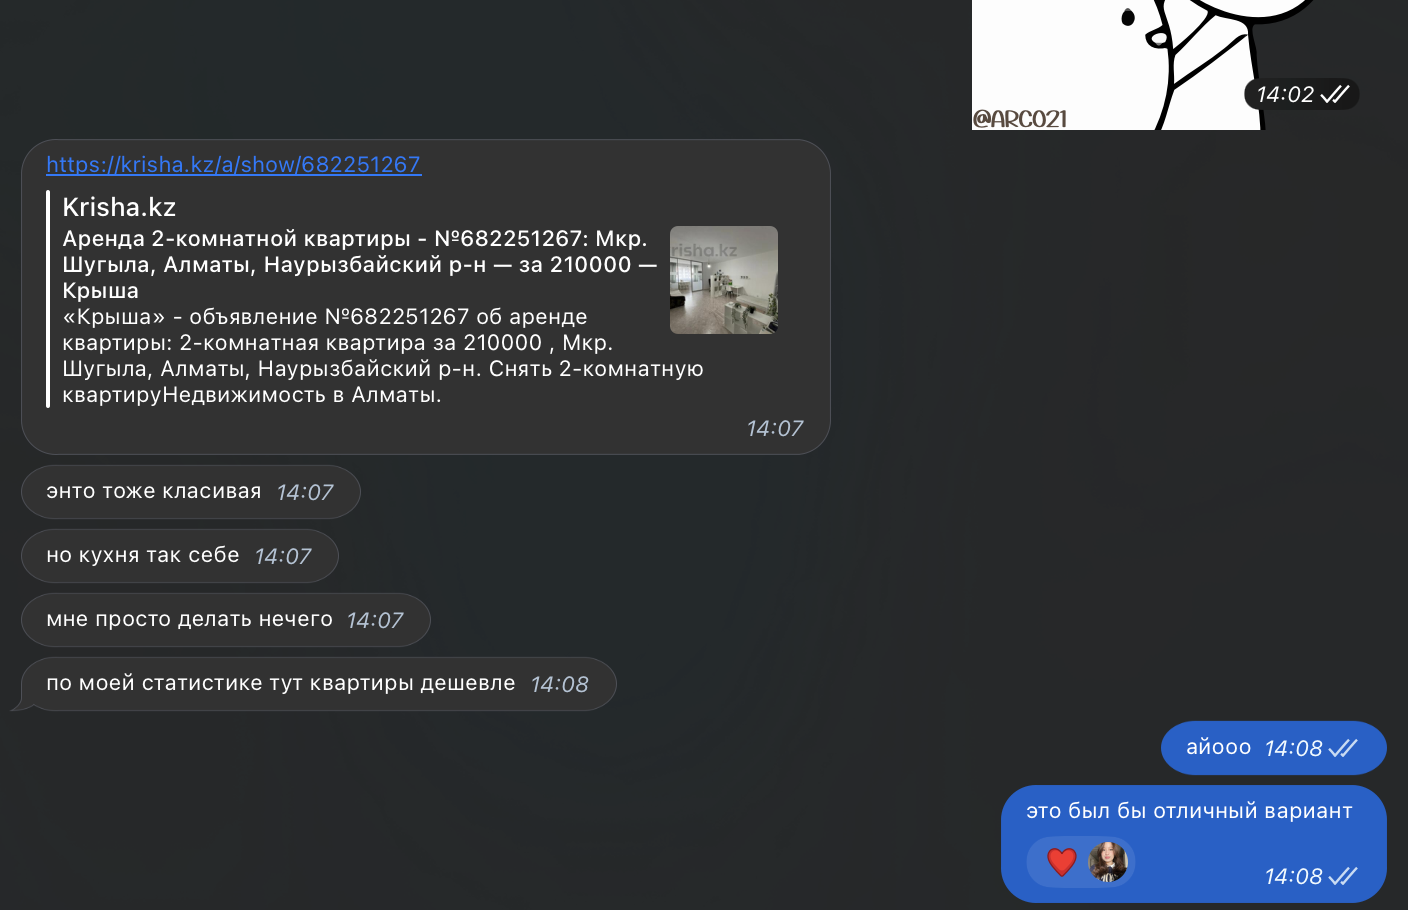 @ARCO21
14:02
https://krisha.kz/a/show/682251267
Krisha.kz
Аренда 2-комнатной квартиры - №682251267: Мкр.
Шугыла, Алматы, Наурызбайский р-н — за 210000 —
Крыша
risha.kz
«Крыша» - объявление №682251267 об аренде
квартиры: 2-комнатная квартира за 210000 , Мкр.
Шугыла, Алматы, Наурызбайский р-н. Снять 2-комнатную
квартируНедвижимость в Алматы.
14:07
энто тоже класивая 14:07
но кухня так себе 14:07
мне просто делать нечего 14:07
по моей статистике тут квартиры дешевле 14:08
айооо 14:08
это был бы отличный вариант
14:08